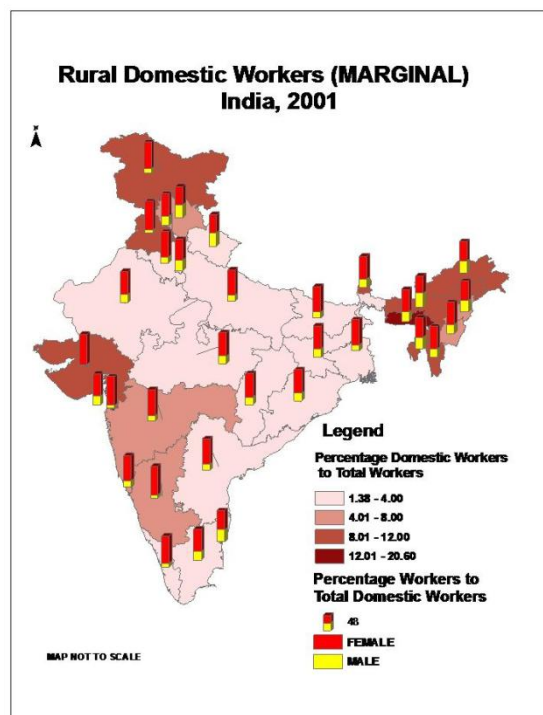 Rural Domestic Workers (MARGINAL)
India, 2001
Legend
Percentage Domestic Workers
to Total Workers
1.38 - 4.00
4.01 - 8.00
8.01 - 12.00
12.01 - 20.60
Percentage Workers to
Total Domestic Workers
48
FEMALE
MALE
MAP NOT TO SCALE